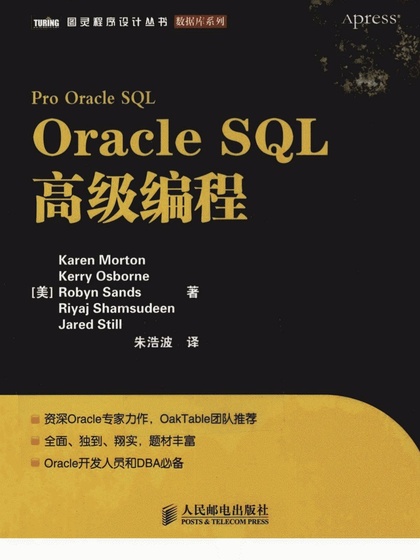 TURING 图灵程序设计丛书 数据库系列
Apress®
Pro Oracle SQL
Oracle SQL
高级编程
Karen Morton
Kerry Osborne
[美] Robyn Sands 著
Riyaj Shamsudeen
Jared Still
朱浩波 译
资深Oracle专家力作，OakTable团队推荐
全面、独到、翔实，题材丰富
Oracle开发人员和DBA必备
人民邮电出版社
POSTS & TELECOM PRESS